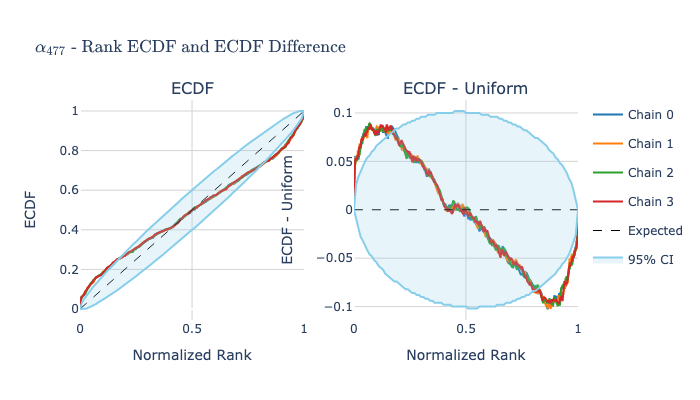 α₄₇₇ - Rank ECDF and ECDF Difference
ECDF
ECDF - Uniform
1
0.8
0.6
0.4
0.2
0
ECDF
0
0.5
1
Normalized Rank
0.1
0.05
0
−0.05
−0.1
ECDF - Uniform
0
0.5
1
Normalized Rank
Chain 0
Chain 1
Chain 2
Chain 3
Expected
95% CI